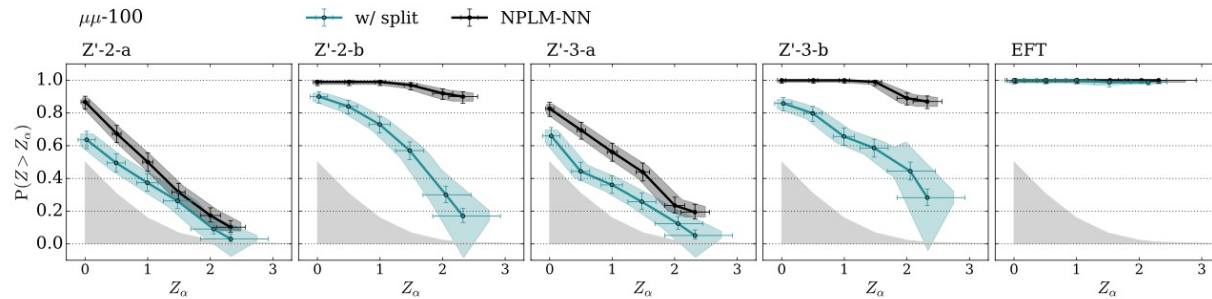 μμ-100
w/ split
NPLM-NN
Z'-2-a
Z'-2-b
Z'-3-a
Z'-3-b
EFT
P(Z > Zα)
1.0
0.8
0.6
0.4
0.2
0.0
0 1 2 3
0 1 2 3
0 1 2 3
0 1 2 3
0 1 2 3
Zα
Zα
Zα
Zα
Zα